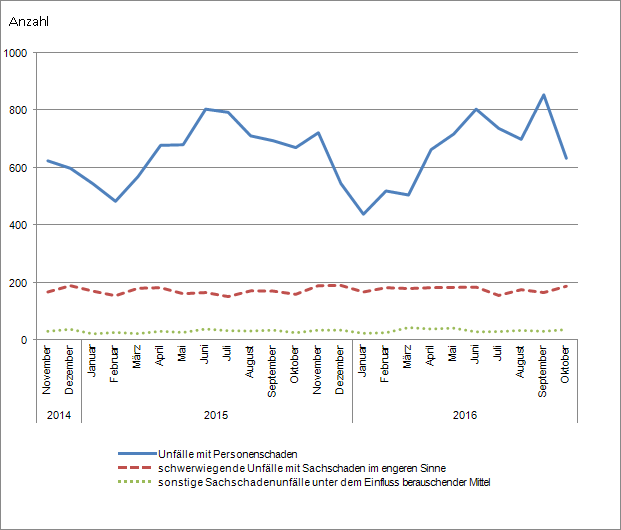 Anzahl
1000
800
600
400
200
0
November Dezember Januar Februar März April Mai Juni Juli August September Oktober November Dezember Januar Februar März April Mai Juni Juli August September Oktober
2014 2015 2016
Unfälle mit Personenschaden
schwerwiegende Unfälle mit Sachschaden im engeren Sinne
sonstige Sachschadenunfälle unter dem Einfluss berauschender Mittel